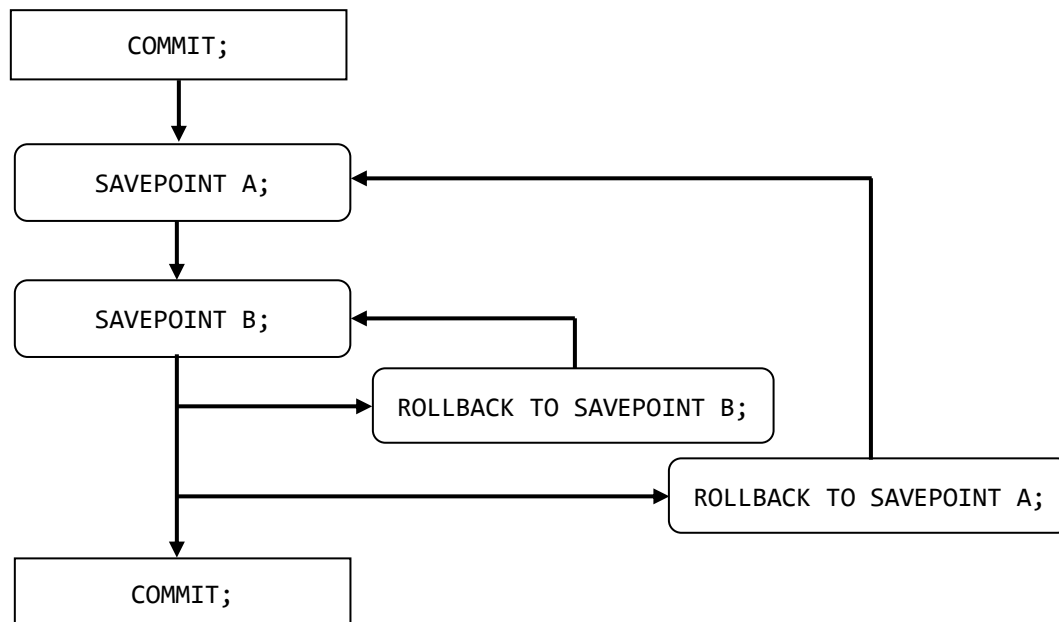 COMMIT;
SAVEPOINT A;
SAVEPOINT B;
ROLLBACK TO SAVEPOINT B;
ROLLBACK TO SAVEPOINT A;
COMMIT;